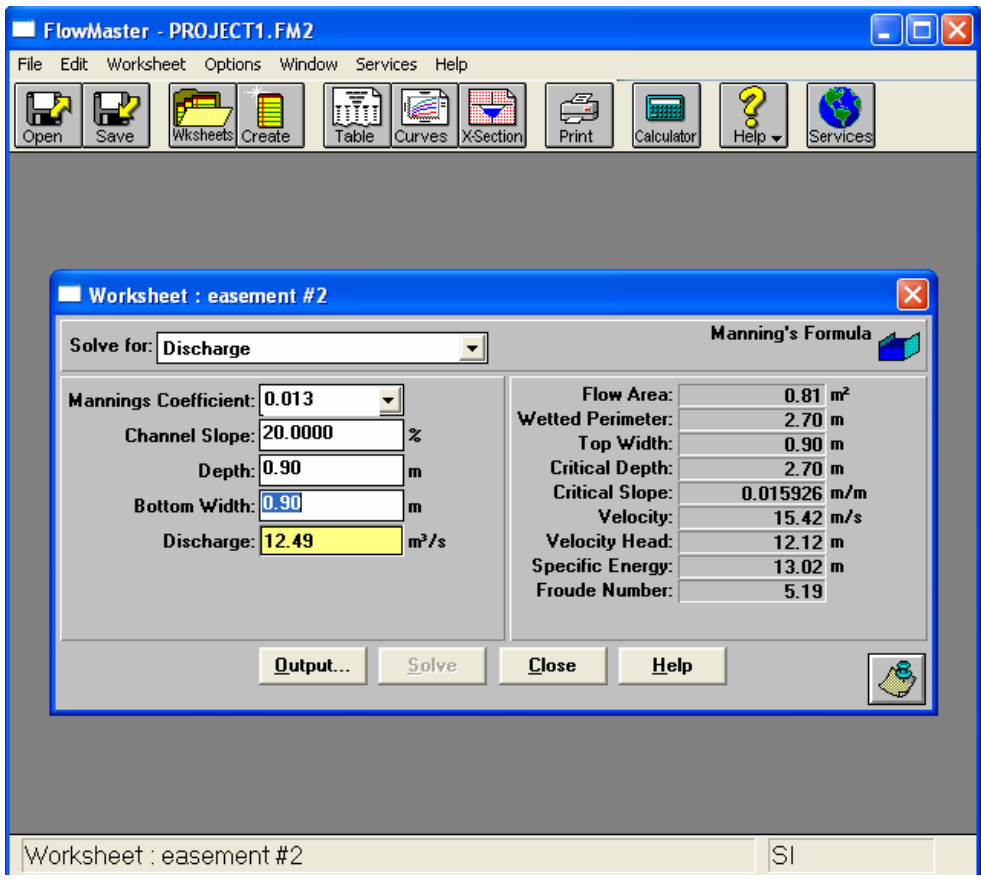 FlowMaster - PROJECT1.FM2
File Edit Worksheet Options Window Services Help
Open Save Wksheets Create Table Curves X-Section Print Calculator Help Services
Worksheet : easement #2
Solve for: Discharge Manning's Formula
Mannings Coefficient: 0.013
Channel Slope: 20.0000 %
Depth: 0.90 m
Bottom Width: 0.90 m
Discharge: 12.49 m³/s
Flow Area: 0.81 m²
Wetted Perimeter: 2.70 m
Top Width: 0.90 m
Critical Depth: 2.70 m
Critical Slope: 0.015926 m/m
Velocity: 15.42 m/s
Velocity Head: 12.12 m
Specific Energy: 13.02 m
Froude Number: 5.19
Output... Solve Close Help
Worksheet : easement #2 SI